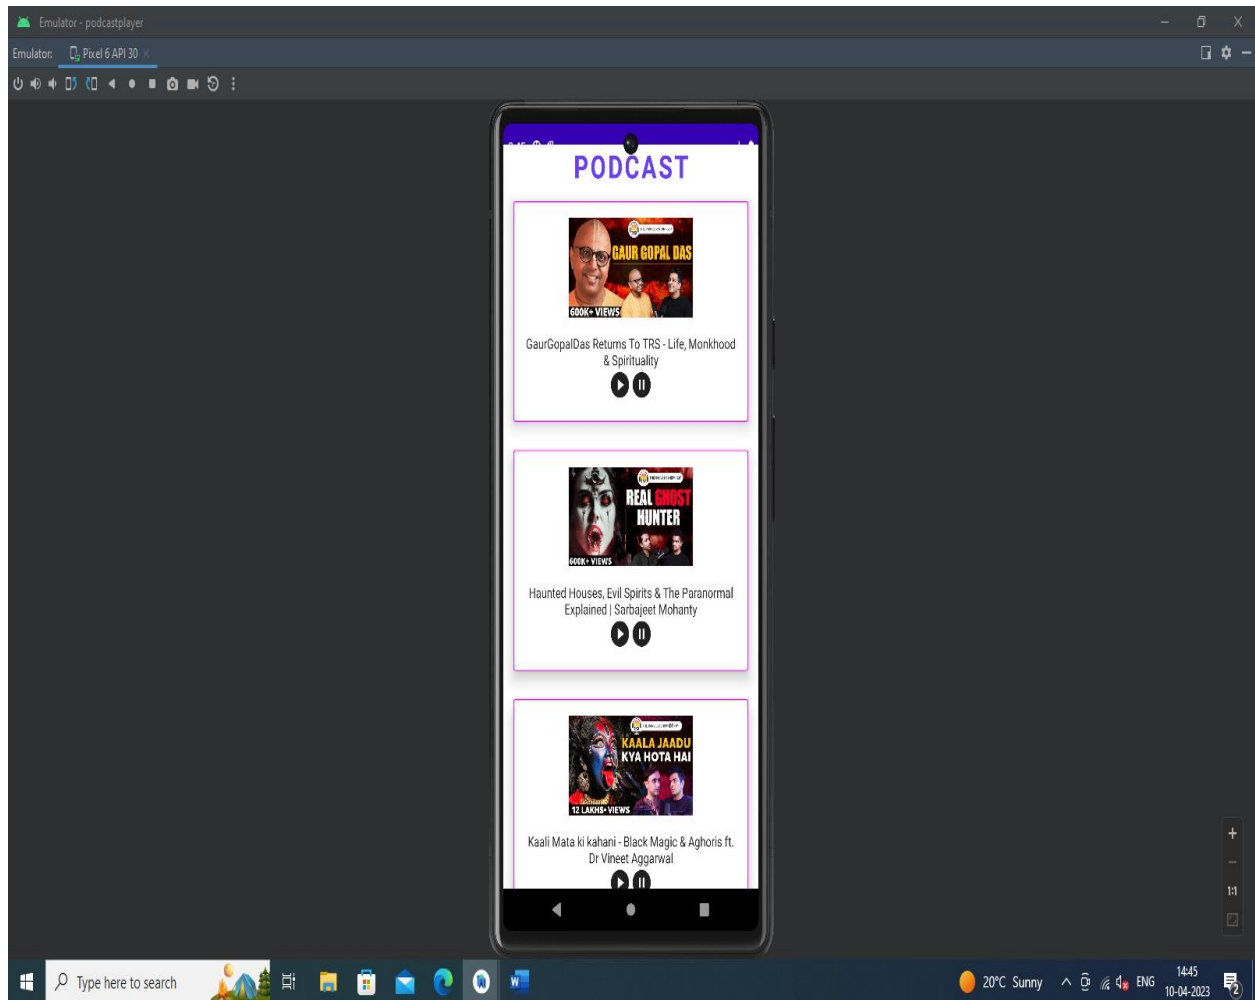 Emulator - podcastplayer
Emulator: Pixel 6 API 30
PODCAST
GAUR GOPAL DAS
600K+ VIEWS
GaurGopalDas Returns To TRS - Life, Monkhood
& Spirituality
REAL GHOST
HUNTER
600K+ VIEWS
Haunted Houses, Evil Spirits & The Paranormal
Explained | Sarbajeet Mohanty
KAALA JAADU
KYA HOTA HAI
12 LAKHS+ VIEWS
Kaali Mata ki kahani - Black Magic & Aghoris ft.
Dr Vineet Aggarwal
1:1
Type here to search
20°C Sunny
ENG
14:45
10-04-2023
2